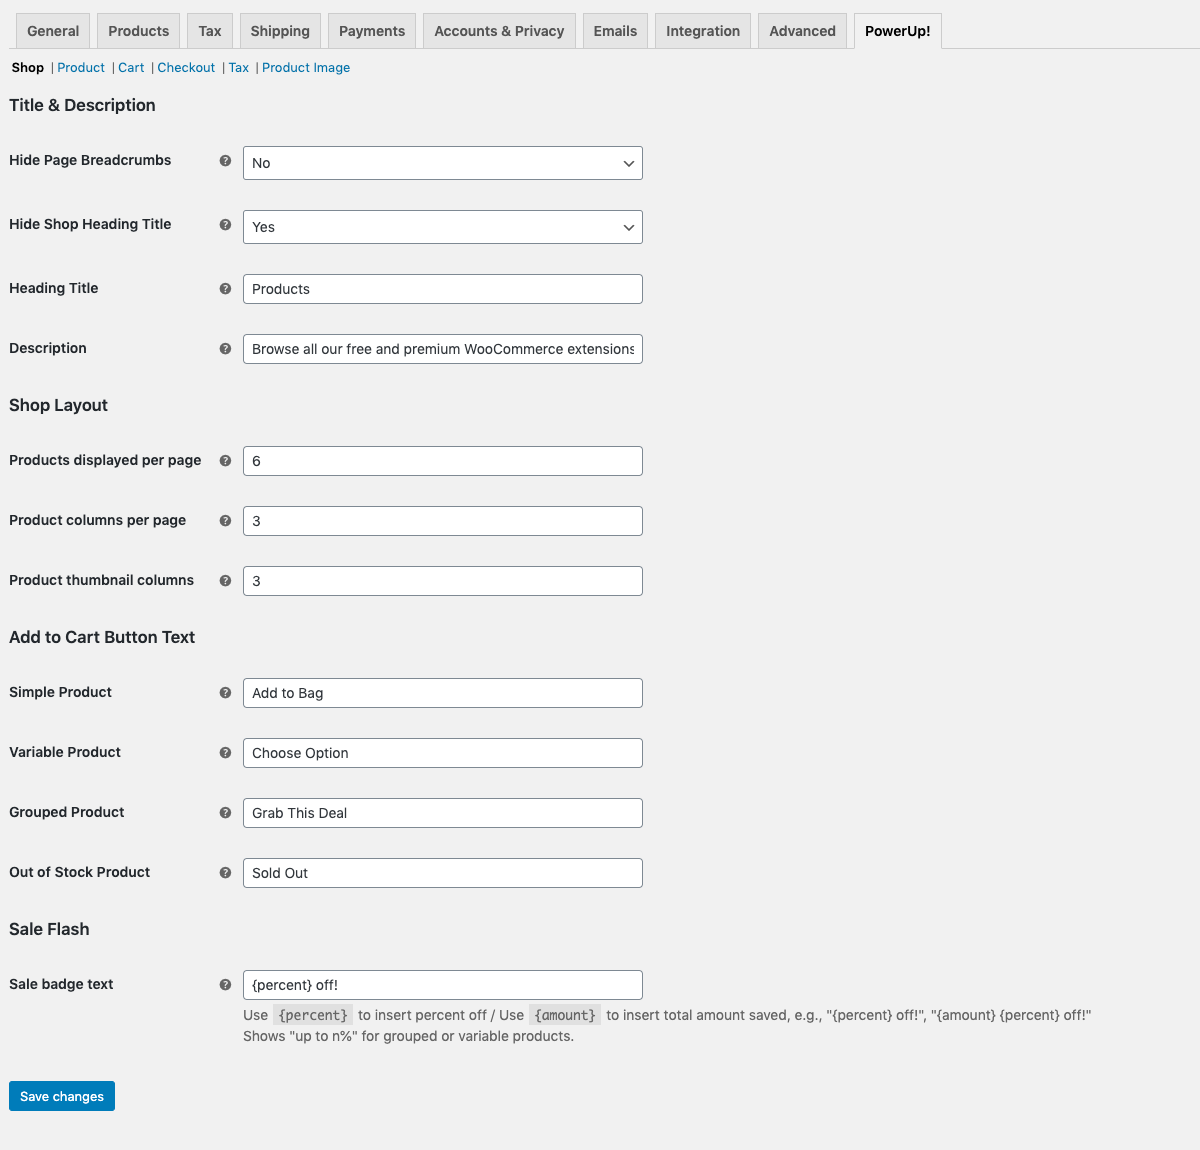 General Products Tax Shipping Payments Accounts & Privacy Emails Integration Advanced PowerUp!
Shop | Product | Cart | Checkout | Tax | Product Image
Title & Description
Hide Page Breadcrumbs ? No
Hide Shop Heading Title ? Yes
Heading Title ? Products
Description ? Browse all our free and premium WooCommerce extensions
Shop Layout
Products displayed per page ? 6
Product columns per page ? 3
Product thumbnail columns ? 3
Add to Cart Button Text
Simple Product ? Add to Bag
Variable Product ? Choose Option
Grouped Product ? Grab This Deal
Out of Stock Product ? Sold Out
Sale Flash
Sale badge text ? {percent} off!
Use {percent} to insert percent off / Use {amount} to insert total amount saved, e.g., "{percent} off!", "{amount} {percent} off!"
Shows "up to n%" for grouped or variable products.
Save changes